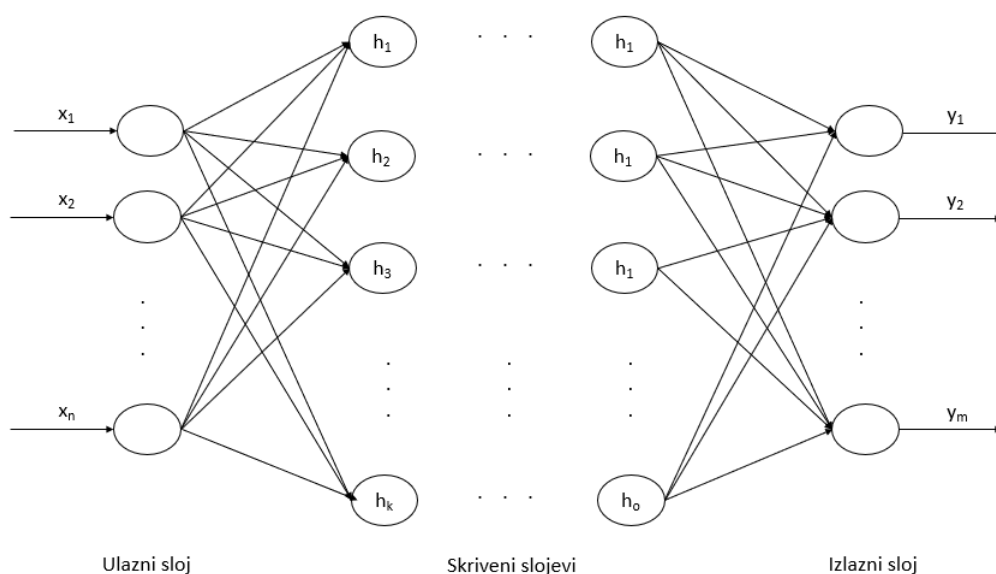 h₁ h₁
x₁ y₁
h₂ h₁
x₂ y₂
h₃ h₁
xₙ yₘ
hₖ hₒ
Ulazni sloj Skriveni slojevi Izlazni sloj